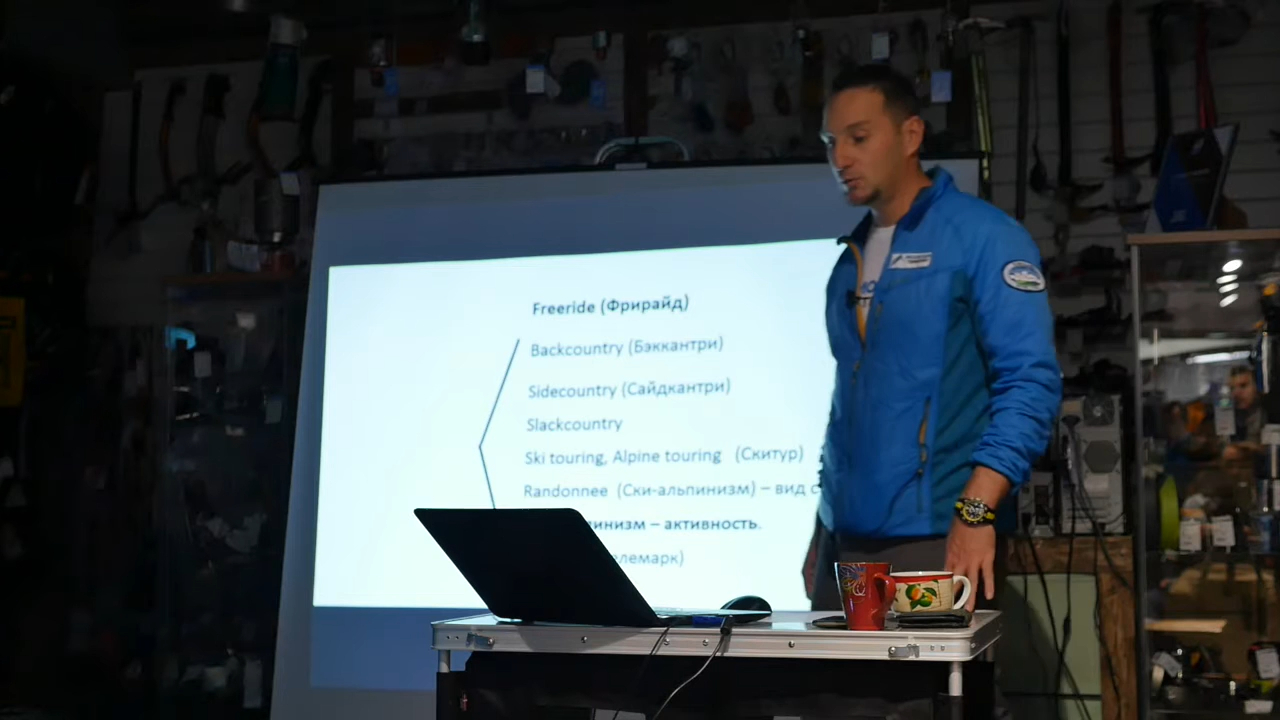 Freeride (Фрирайд)
Backcountry (Бэккантри)
Sidecountry (Сайдкантри)
Slackcountry
Ski touring, Alpine touring (Скитур)
Randonnee (Ски-альпинизм) – вид с
инизм – активность.
елемарк)